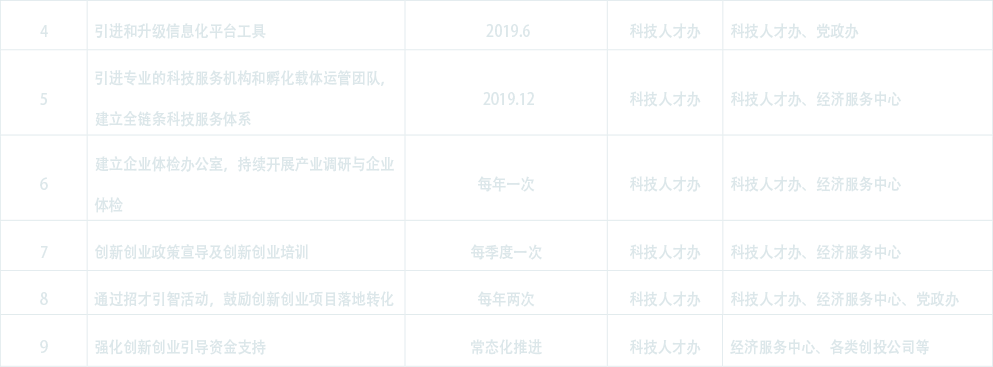 4 引进和升级信息化平台工具 2019.6 科技人才办 科技人才办、党政办
5 引进专业的科技服务机构和孵化载体运管团队，建立全链条科技服务体系 2019.12 科技人才办 科技人才办、经济服务中心
6 建立企业体检办公室，持续开展产业调研与企业体检 每年一次 科技人才办 科技人才办、经济服务中心
7 创新创业政策宣导及创新创业培训 每季度一次 科技人才办 科技人才办、经济服务中心
8 通过招才引智活动，鼓励创新创业项目落地转化 每年两次 科技人才办 科技人才办、经济服务中心、党政办
9 强化创新创业引导资金支持 常态化推进 科技人才办 经济服务中心、各类创投公司等